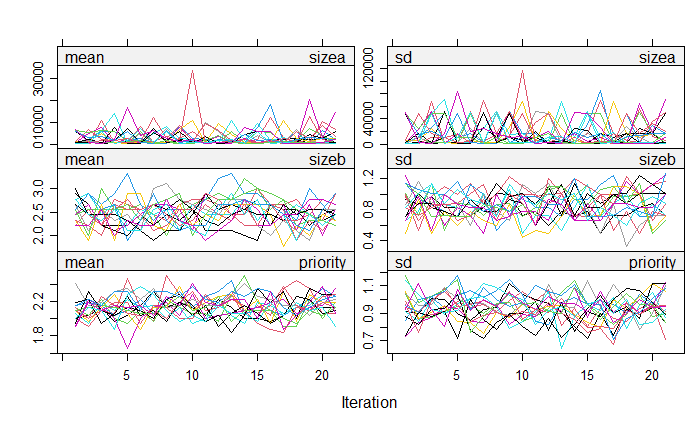 mean sizea
sd sizea
0 10000 30000
0 40000 120000
mean sizeb
sd sizeb
2.0 2.5 3.0
0.4 0.8 1.2
mean priority
sd priority
1.8 2.2
0.7 0.9 1.1
5 10 15 20
5 10 15 20
Iteration